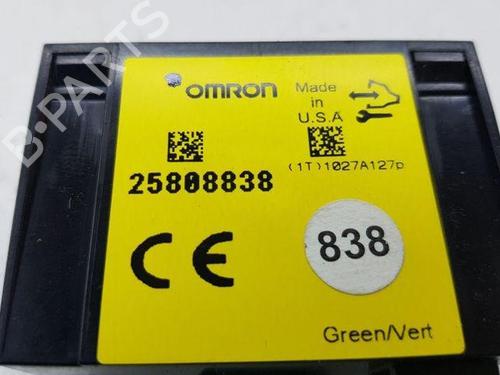 B-PARTS
OMRON
Made
in
U.S.A
25808838
(1T)1027A127p
838
CE
Green/Vert